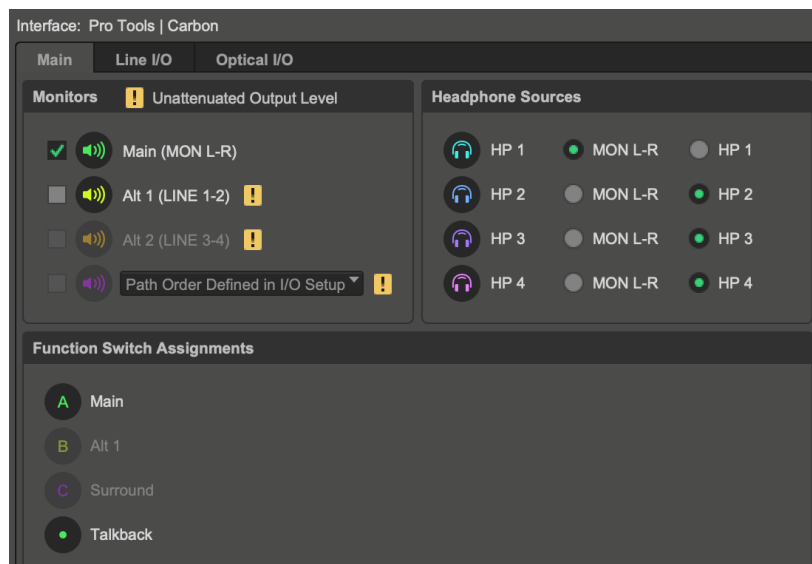 Interface: Pro Tools | Carbon
Main Line I/O Optical I/O
Monitors ! Unattenuated Output Level
Main (MON L-R)
Alt 1 (LINE 1-2) !
Alt 2 (LINE 3-4) !
Path Order Defined in I/O Setup !
Headphone Sources
HP 1 MON L-R HP 1
HP 2 MON L-R HP 2
HP 3 MON L-R HP 3
HP 4 MON L-R HP 4
Function Switch Assignments
A Main
B Alt 1
C Surround
Talkback